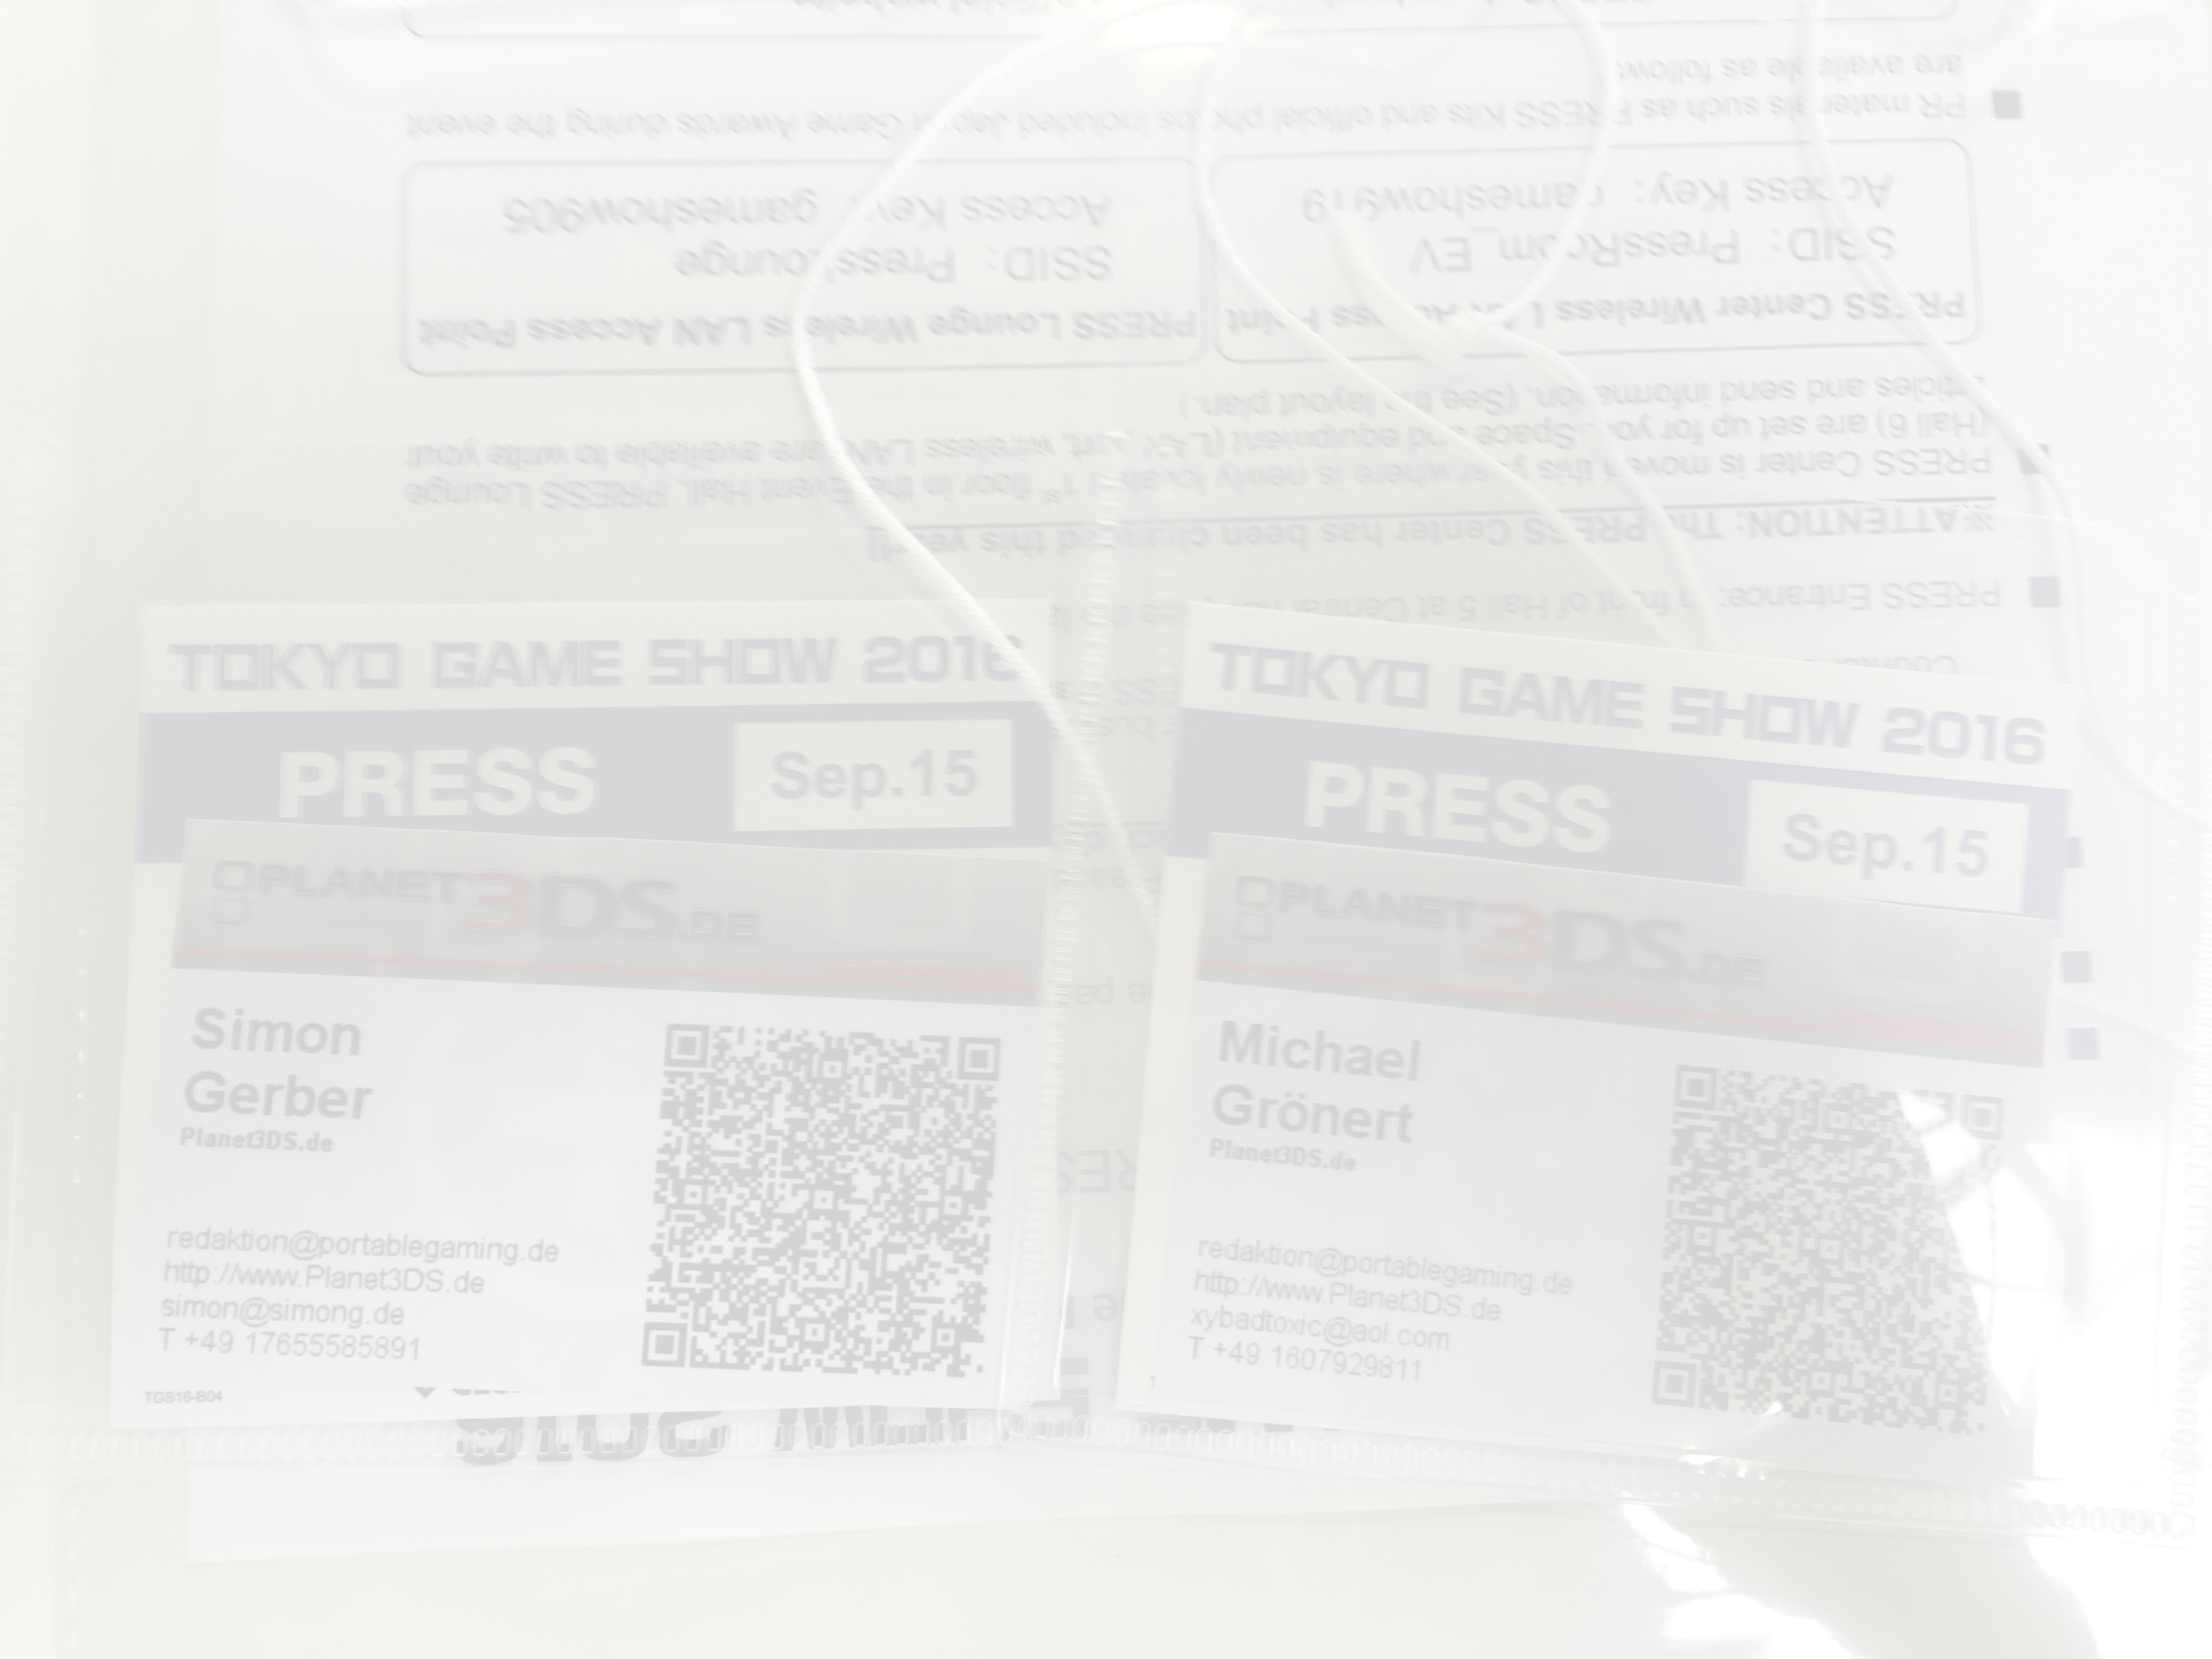 TOKYO GAME SHOW 2016
PRESS
Sep.15
PLANET3DS.DE
Simon
Gerber
Planet3DS.de
redaktion@portablegaming.de
http://www.Planet3DS.de
simon@simong.de
T +49 17655585891
TGS16-B04
TOKYO GAME SHOW 2016
PRESS
Sep.15
PLANET3DS.DE
Michael
Grönert
Planet3DS.de
redaktion@portablegaming.de
http://www.Planet3DS.de
xybadtoxic@aol.com
T +49 1607929811
PRESS Entrance: In front of Hall 5 at Central
※ATTENTION: The PRESS Center has been changed this year!!
PRESS Center is moved this year where is newly located 1st floor in the Event Hall. PRESS Lounge
(Hall 6) are set up for you. Space and equipment (LAN port, wireless LAN) are available to write your
articles and send information. (See the layout plan.)
PRESS Center Wireless LAN Access Point
SSID: PressRoom_EV
Access Key: gameshow919
PRESS Lounge Wireless LAN Access Point
SSID: PressLounge
Access Key: gameshow905
■ PR materials such as PRESS Kits and official photos included Japan Game Awards during the event
are available as follows